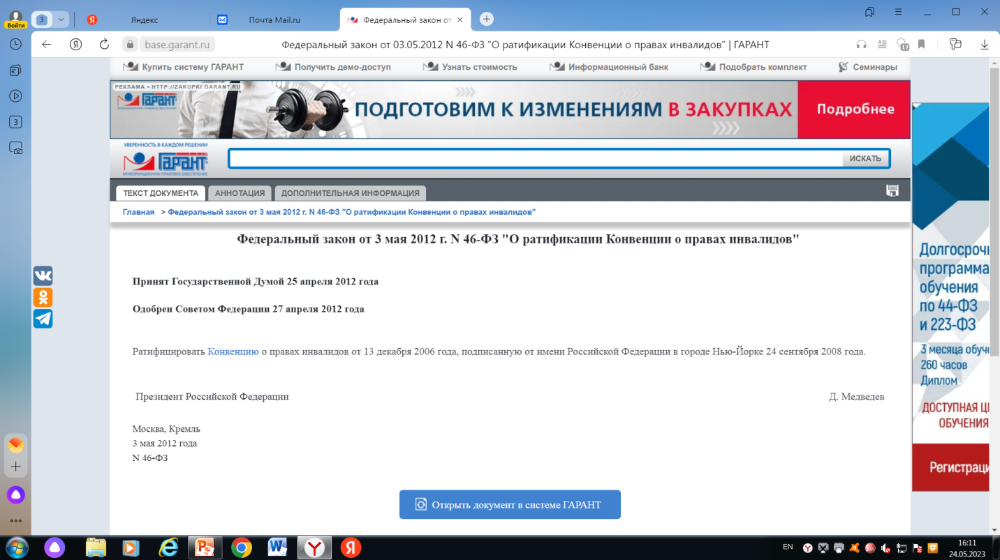 Войти
3
Яндекс
Почта Mail.ru
Федеральный закон от
base.garant.ru
Федеральный закон от 03.05.2012 N 46-ФЗ "О ратификации Конвенции о правах инвалидов" | ГАРАНТ
17
Купить систему ГАРАНТ
Получить демо-доступ
Узнать стоимость
Информационный банк
Подобрать комплект
Семинары
РЕКЛАМА • HTTP://ZAKUPKI.GARANT.RU
ГАРАНТ
ПОДГОТОВИМ К ИЗМЕНЕНИЯМ В ЗАКУПКАХ
Подробнее
УВЕРЕННОСТЬ В КАЖДОМ РЕШЕНИИ
ГАРАНТ
ИНФОРМАЦИОННО-ПРАВОВОЕ ОБЕСПЕЧЕНИЕ
ИСКАТЬ
ТЕКСТ ДОКУМЕНТА
АННОТАЦИЯ
ДОПОЛНИТЕЛЬНАЯ ИНФОРМАЦИЯ
Главная > Федеральный закон от 3 мая 2012 г. N 46-ФЗ "О ратификации Конвенции о правах инвалидов"
Федеральный закон от 3 мая 2012 г. N 46-ФЗ "О ратификации Конвенции о правах инвалидов"
Принят Государственной Думой 25 апреля 2012 года
Одобрен Советом Федерации 27 апреля 2012 года
Ратифицировать Конвенцию о правах инвалидов от 13 декабря 2006 года, подписанную от имени Российской Федерации в городе Нью-Йорке 24 сентября 2008 года.
Президент Российской Федерации
Д. Медведев
Москва, Кремль
3 мая 2012 года
N 46-ФЗ
Открыть документ в системе ГАРАНТ
Долгосрочн
программа
обучения
по 44-ФЗ
и 223-ФЗ
3 месяца обуч
260 часов
Диплом
ДОСТУПНАЯ Ц
ОБУЧЕНИЯ
Регистраци
3
EN
16:11
24.05.2023